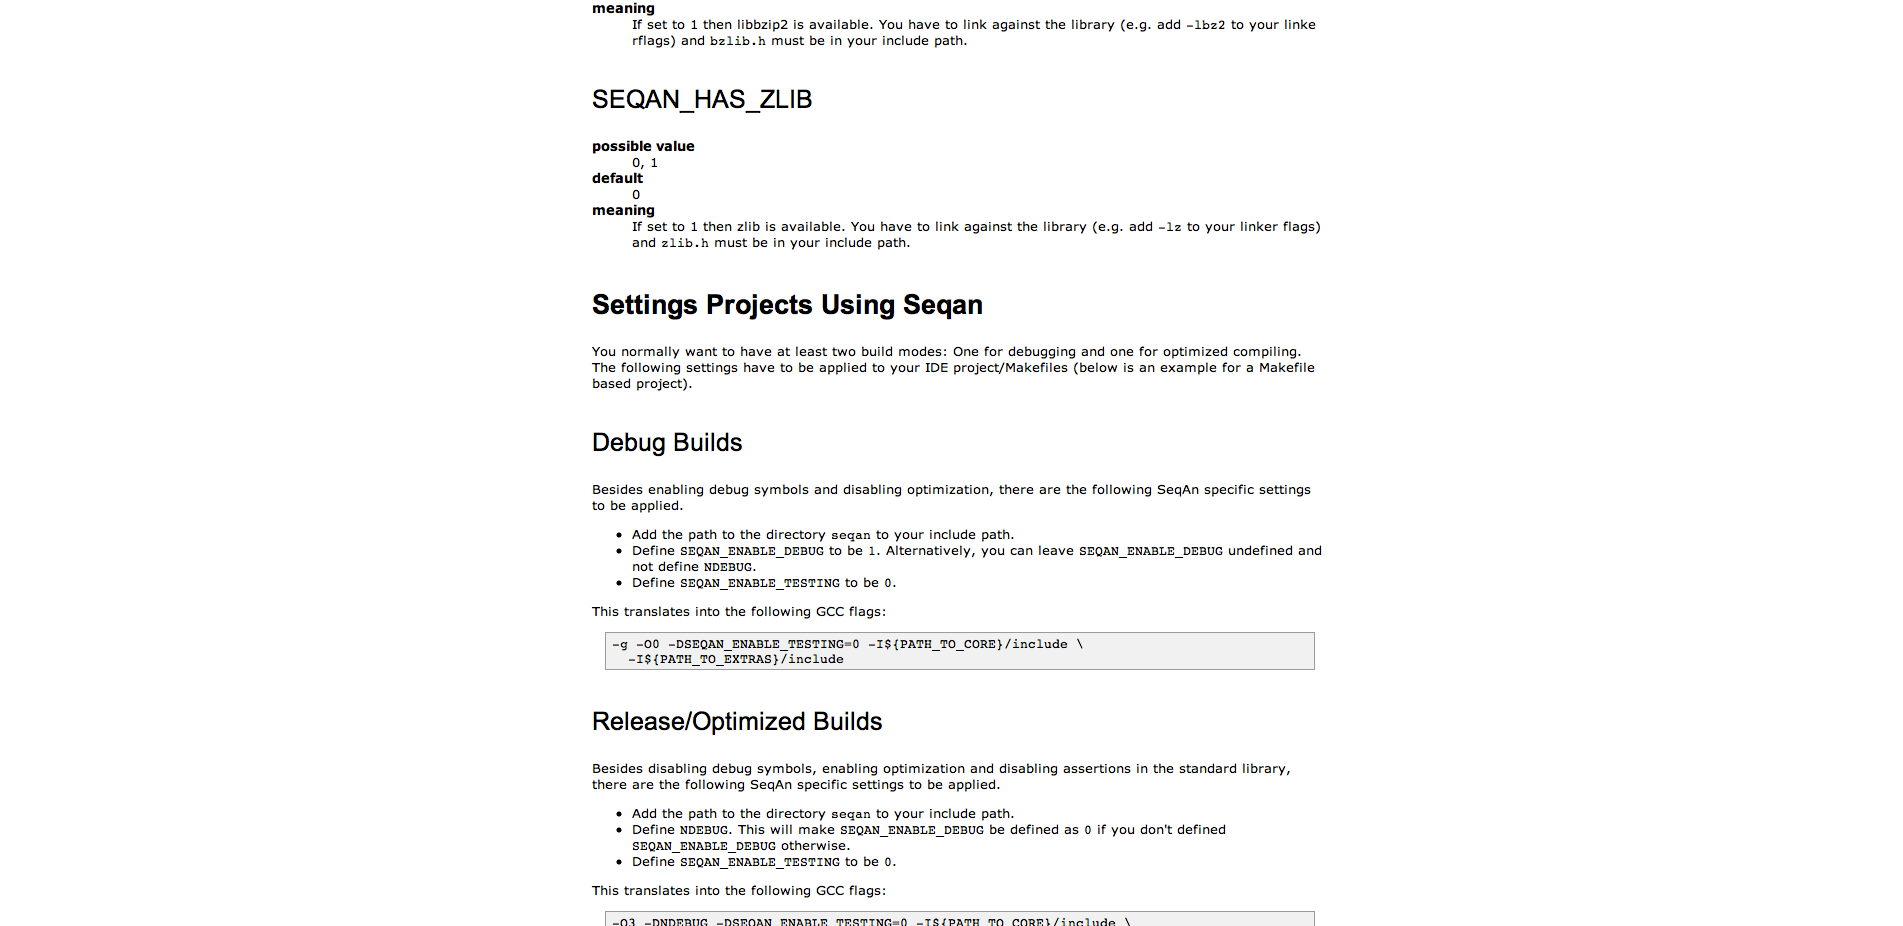 meaning
If set to 1 then libbzip2 is available. You have to link against the library (e.g. add -lbz2 to your linke
rflags) and bzlib.h must be in your include path.
SEQAN_HAS_ZLIB
possible value
0, 1
default
0
meaning
If set to 1 then zlib is available. You have to link against the library (e.g. add -lz to your linker flags)
and zlib.h must be in your include path.
Settings Projects Using Seqan
You normally want to have at least two build modes: One for debugging and one for optimized compiling.
The following settings have to be applied to your IDE project/Makefiles (below is an example for a Makefile
based project).
Debug Builds
Besides enabling debug symbols and disabling optimization, there are the following SeqAn specific settings
to be applied.
• Add the path to the directory seqan to your include path.
• Define SEQAN_ENABLE_DEBUG to be 1. Alternatively, you can leave SEQAN_ENABLE_DEBUG undefined and
not define NDEBUG.
• Define SEQAN_ENABLE_TESTING to be 0.
This translates into the following GCC flags:
-g -O0 -DSEQAN_ENABLE_TESTING=0 -I${PATH_TO_CORE}/include \
-I${PATH_TO_EXTRAS}/include
Release/Optimized Builds
Besides disabling debug symbols, enabling optimization and disabling assertions in the standard library,
there are the following SeqAn specific settings to be applied.
• Add the path to the directory seqan to your include path.
• Define NDEBUG. This will make SEQAN_ENABLE_DEBUG be defined as 0 if you don't defined
SEQAN_ENABLE_DEBUG otherwise.
• Define SEQAN_ENABLE_TESTING to be 0.
This translates into the following GCC flags:
-O3 -DNDEBUG -DSEQAN_ENABLE_TESTING=0 -I${PATH_TO_CORE}/include \